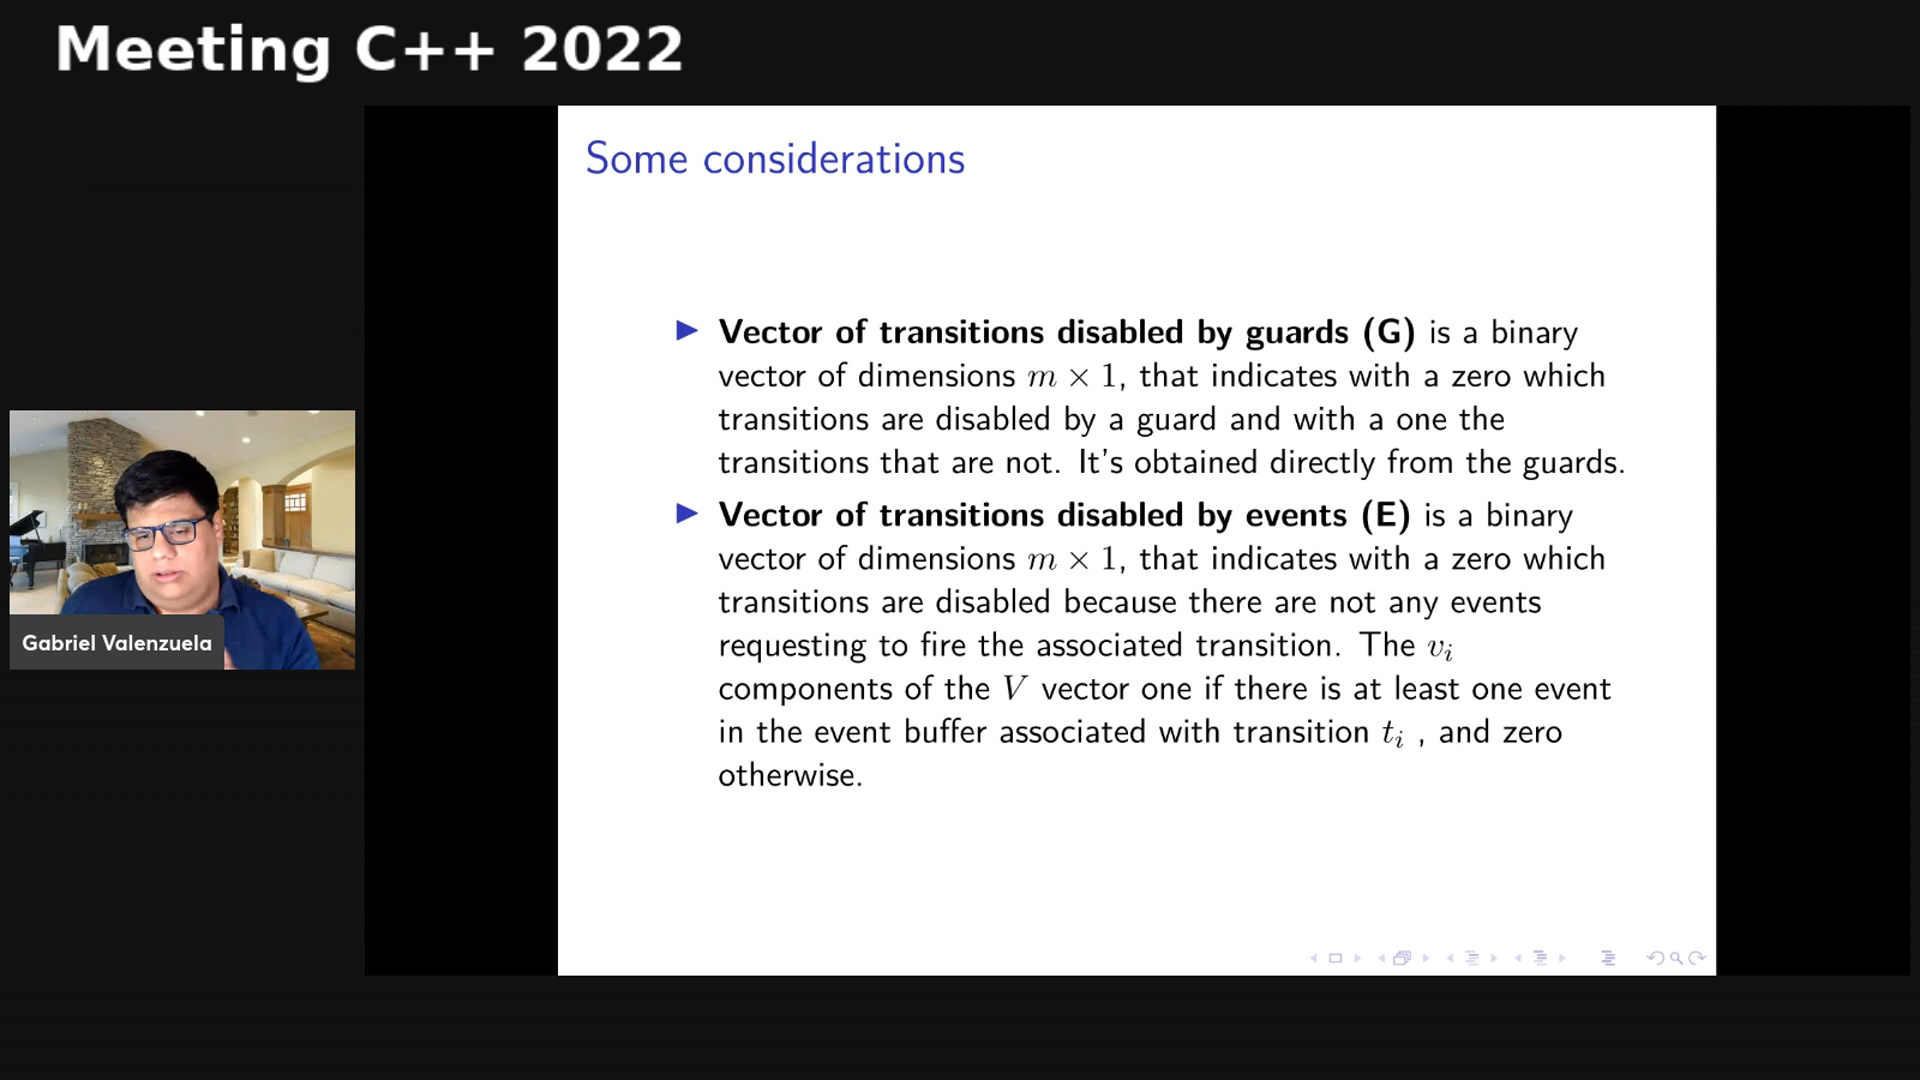 Meeting C++ 2022
Some considerations
▶ Vector of transitions disabled by guards (G) is a binary
vector of dimensions m × 1, that indicates with a zero which
transitions are disabled by a guard and with a one the
transitions that are not. It's obtained directly from the guards.
▶ Vector of transitions disabled by events (E) is a binary
vector of dimensions m × 1, that indicates with a zero which
transitions are disabled because there are not any events
requesting to fire the associated transition. The vᵢ
components of the V vector one if there is at least one event
in the event buffer associated with transition tᵢ , and zero
otherwise.
Gabriel Valenzuela